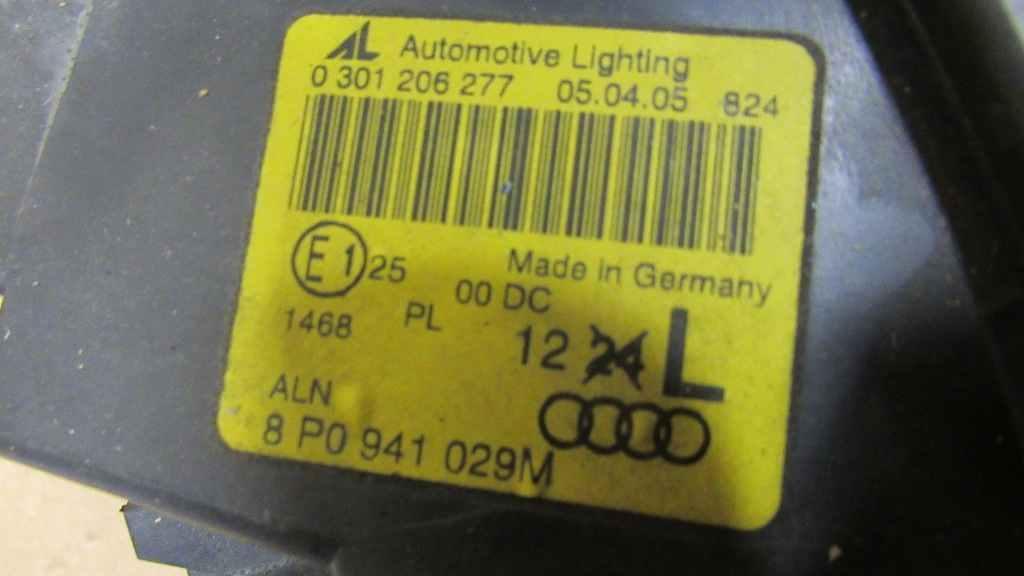 AL Automotive Lighting
0 301 206 277 05.04.05 824
E1 25 Made in Germany
00 DC
1468 PL
12 24 L
ALN
8 P0 941 029M